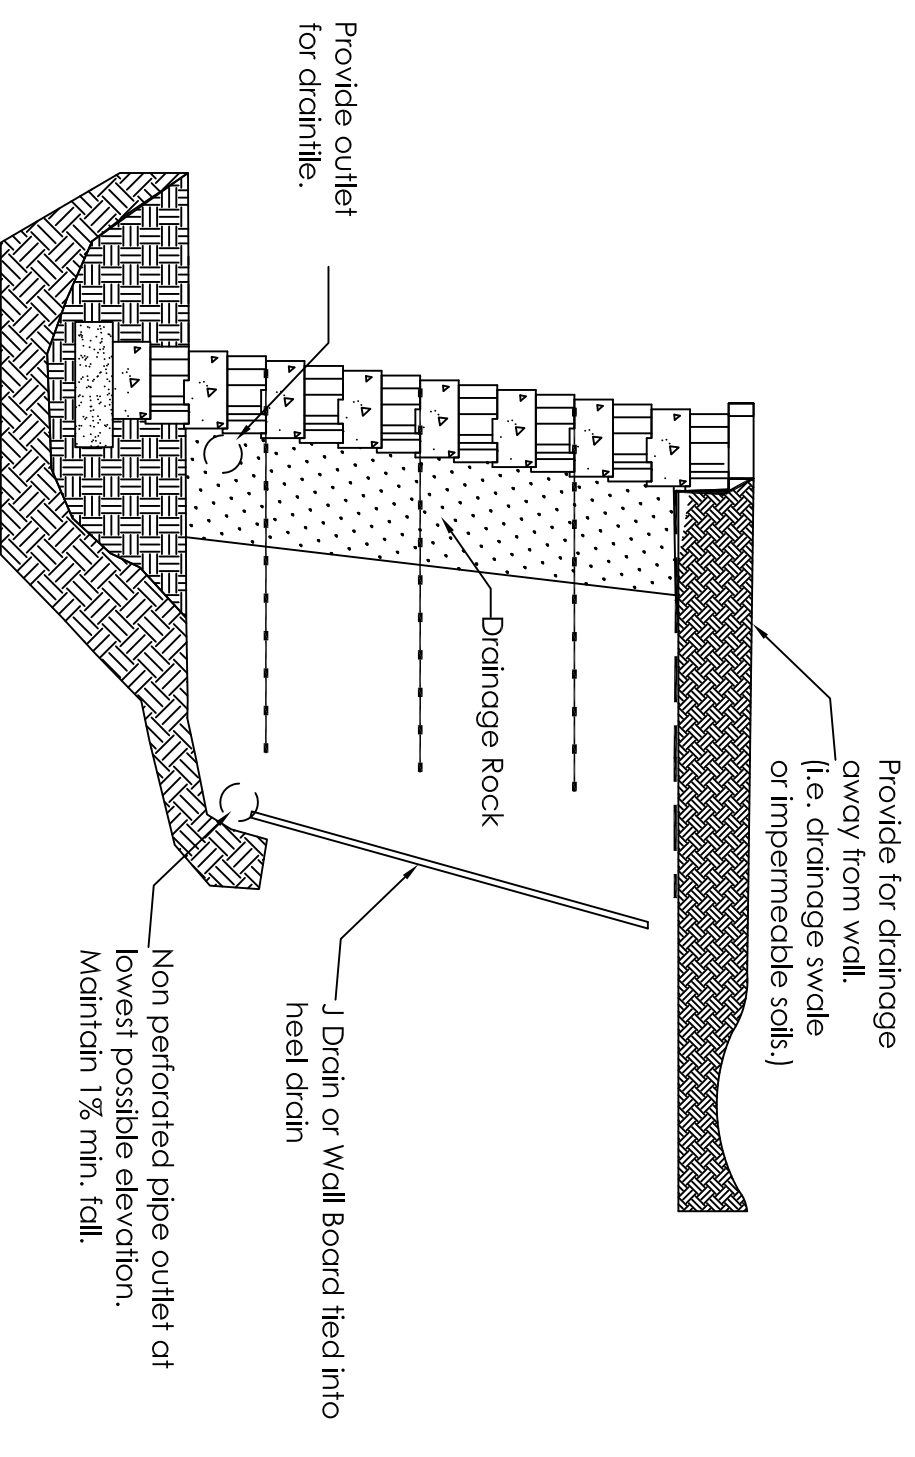 Provide for drainage
away from wall.
(i.e. drainage swale
or impermeable soils.)
Drainage Rock
Provide outlet
for draintile.
J Drain or Wall Board tied into
heel drain
Non perforated pipe outlet at
lowest possible elevation.
Maintain 1% min. fall.